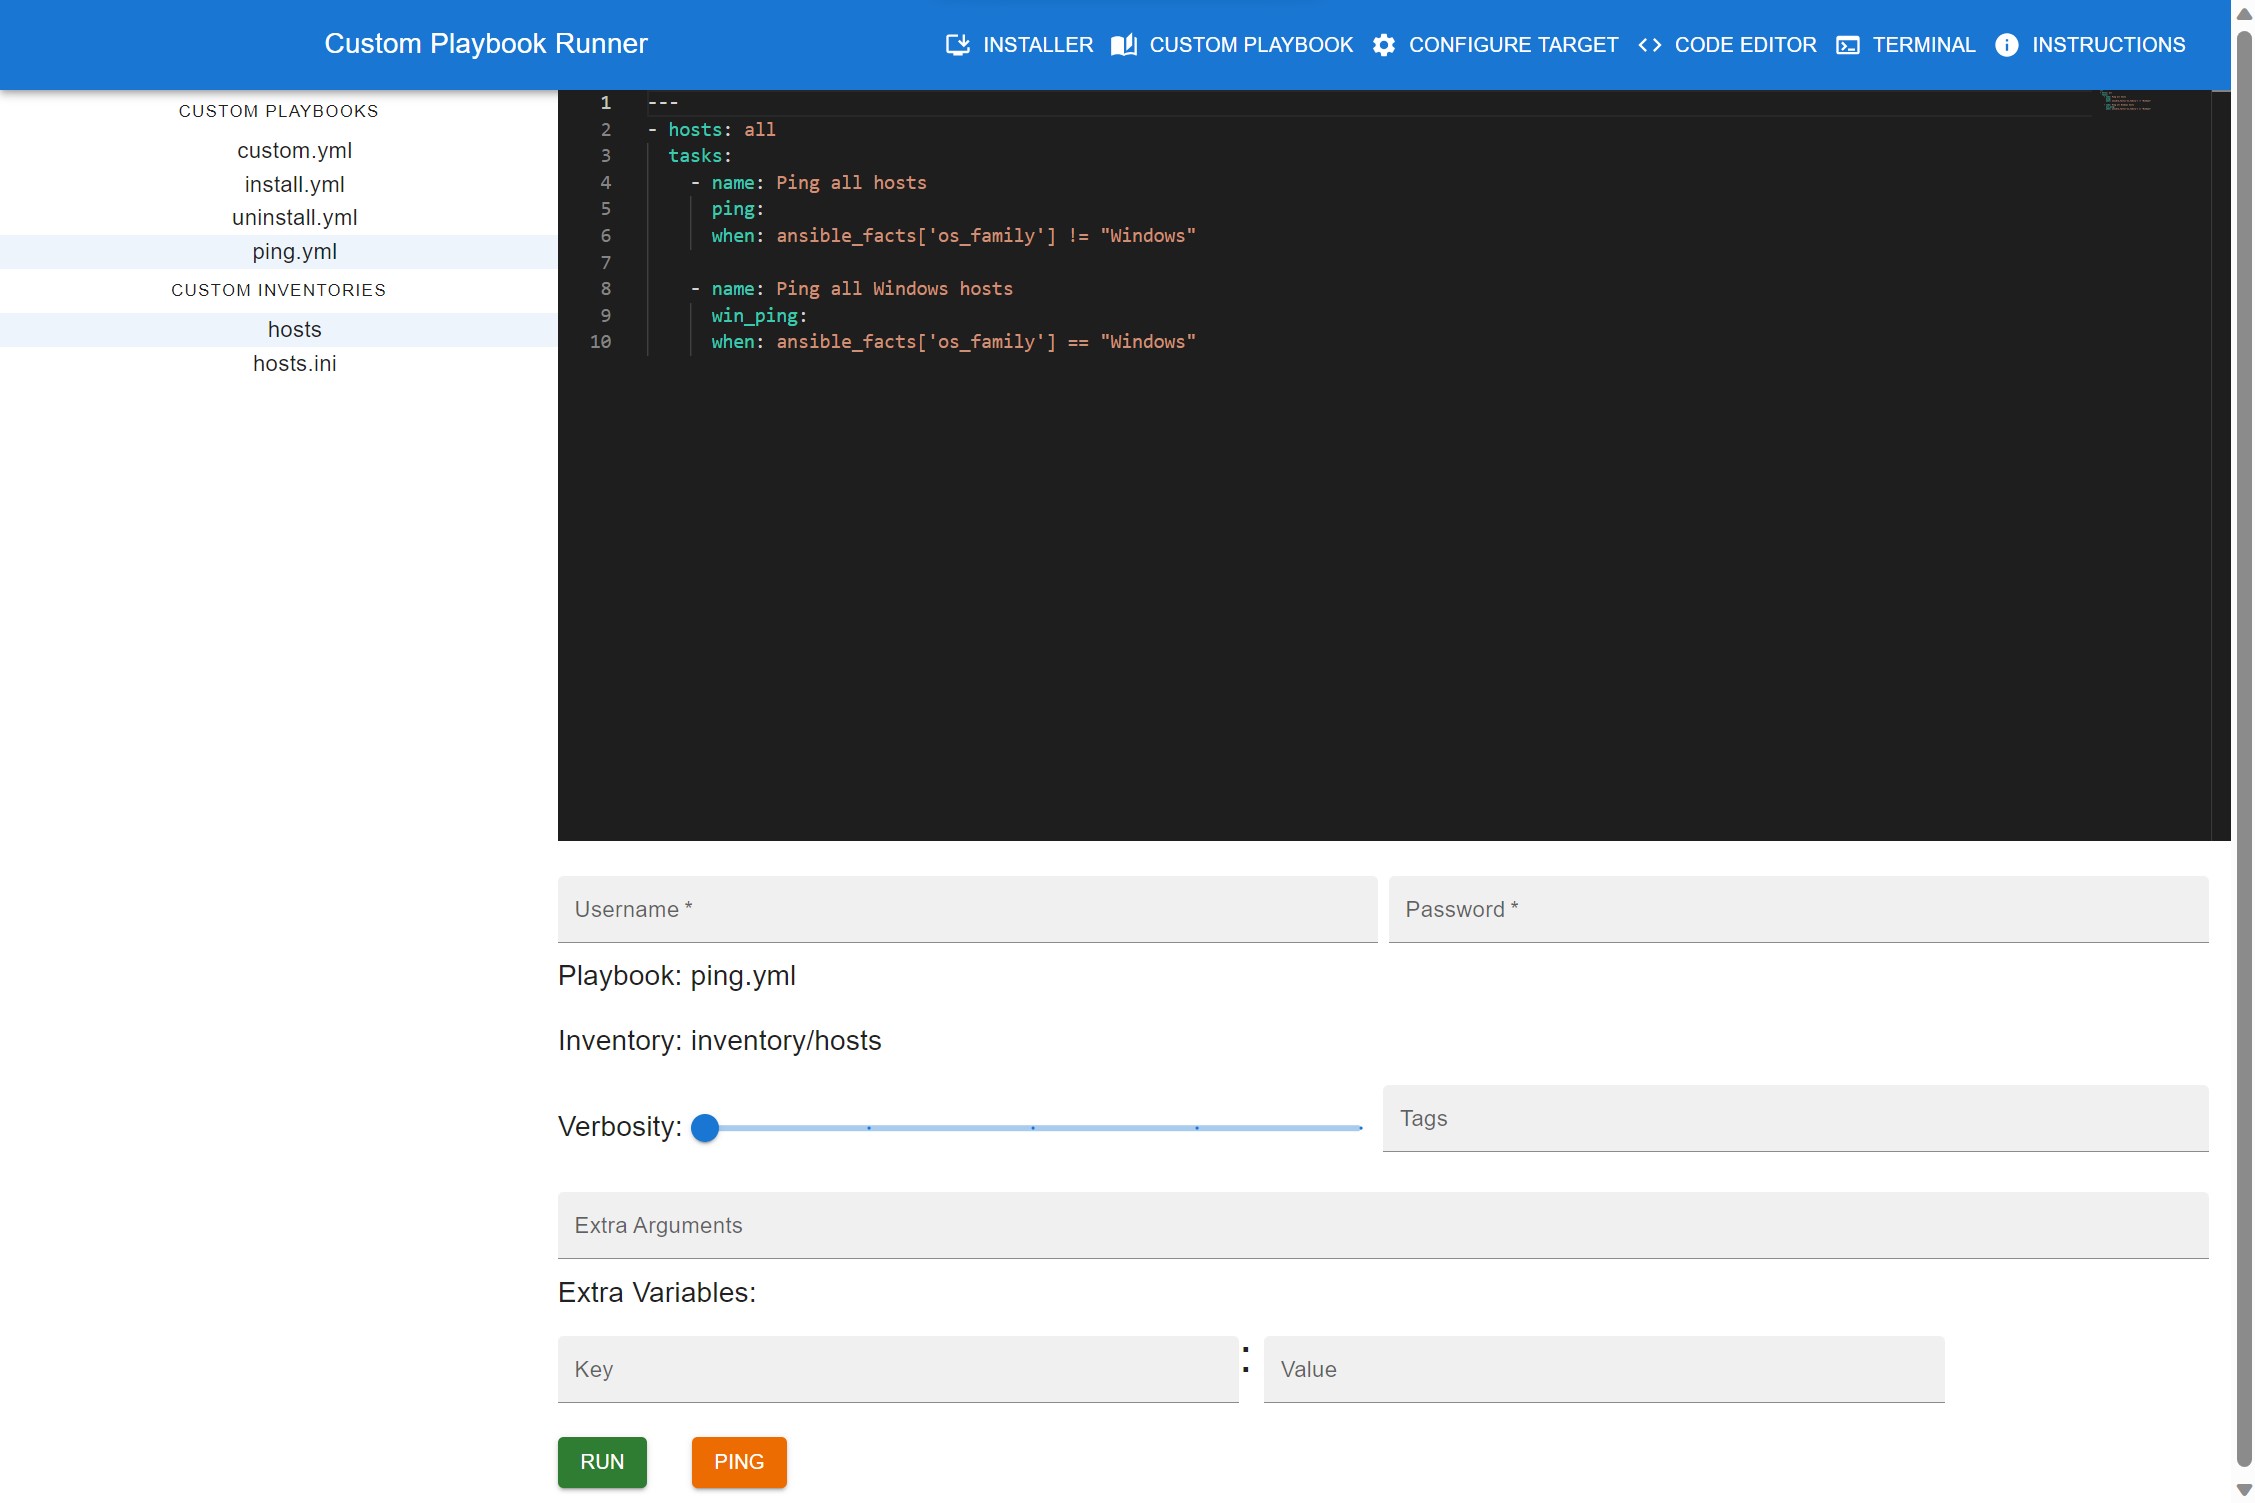 Custom Playbook Runner
INSTALLER
CUSTOM PLAYBOOK
CONFIGURE TARGET
CODE EDITOR
TERMINAL
INSTRUCTIONS
CUSTOM PLAYBOOKS
custom.yml
install.yml
uninstall.yml
ping.yml
CUSTOM INVENTORIES
hosts
hosts.ini
1 ---
2 - hosts: all
3 tasks:
4 - name: Ping all hosts
5 ping:
6 when: ansible_facts['os_family'] != "Windows"
7
8 - name: Ping all Windows hosts
9 win_ping:
10 when: ansible_facts['os_family'] == "Windows"
Username *
Password *
Playbook: ping.yml
Inventory: inventory/hosts
Verbosity:
Tags
Extra Arguments
Extra Variables:
Key : Value
RUN
PING